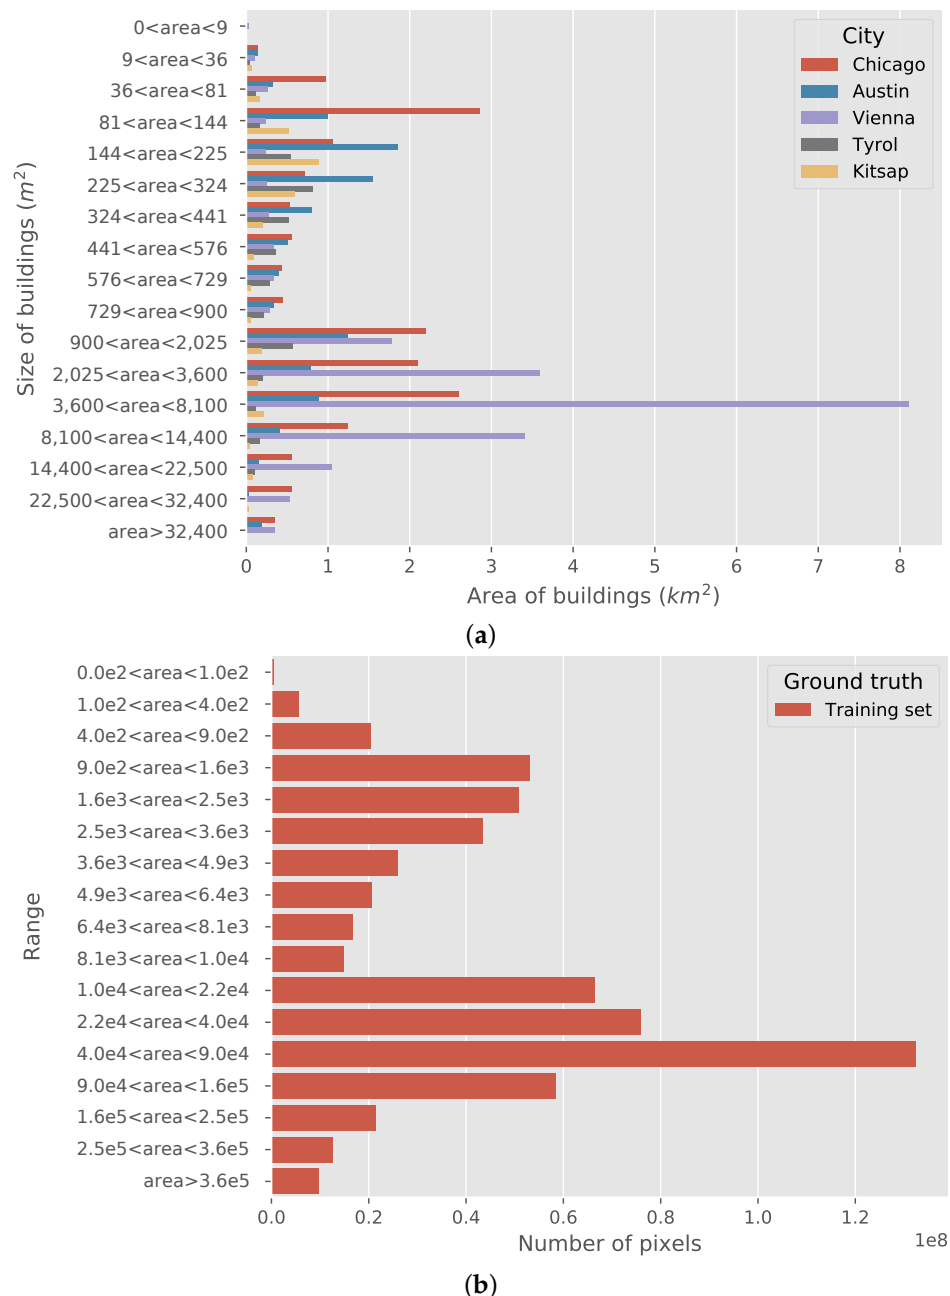 0<area<9
9<area<36
36<area<81
81<area<144
144<area<225
225<area<324
324<area<441
441<area<576
576<area<729
729<area<900
900<area<2,025
2,025<area<3,600
3,600<area<8,100
8,100<area<14,400
14,400<area<22,500
22,500<area<32,400
area>32,400
Size of buildings (m²)
City
Chicago
Austin
Vienna
Tyrol
Kitsap
0 1 2 3 4 5 6 7 8
Area of buildings (km²)
(a)
0.0e2<area<1.0e2
1.0e2<area<4.0e2
4.0e2<area<9.0e2
9.0e2<area<1.6e3
1.6e3<area<2.5e3
2.5e3<area<3.6e3
3.6e3<area<4.9e3
4.9e3<area<6.4e3
6.4e3<area<8.1e3
8.1e3<area<1.0e4
1.0e4<area<2.2e4
2.2e4<area<4.0e4
4.0e4<area<9.0e4
9.0e4<area<1.6e5
1.6e5<area<2.5e5
2.5e5<area<3.6e5
area>3.6e5
Range
Ground truth
Training set
0.0 0.2 0.4 0.6 0.8 1.0 1.2
1e8
Number of pixels
(b)